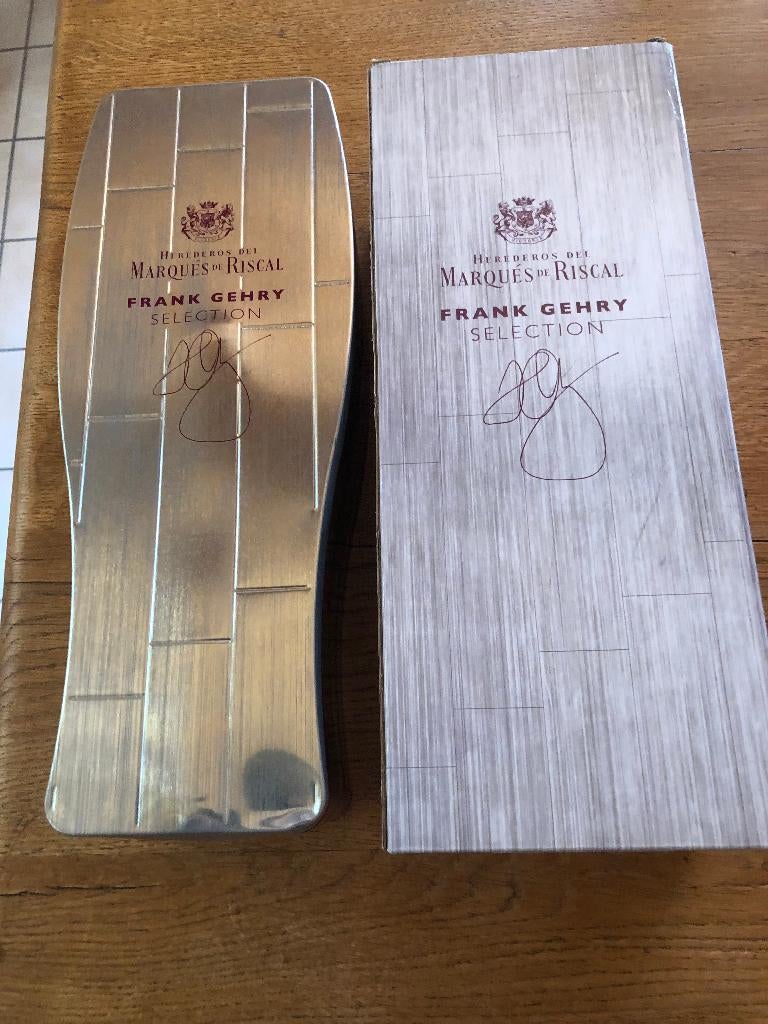 HEREDEROS DEL
MARQUÉS DE RISCAL
FRANK GEHRY
SELECTION
HEREDEROS DEL
MARQUÉS DE RISCAL
FRANK GEHRY
SELECTION